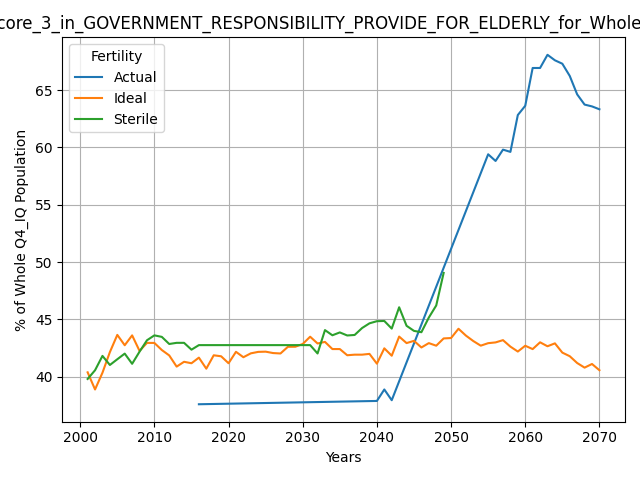 core_3_in_GOVERNMENT_RESPONSIBILITY_PROVIDE_FOR_ELDERLY_for_Whole
Fertility
Actual
Ideal
Sterile
% of Whole Q4_IQ Population
65
60
55
50
45
40
2000 2010 2020 2030 2040 2050 2060 2070
Years